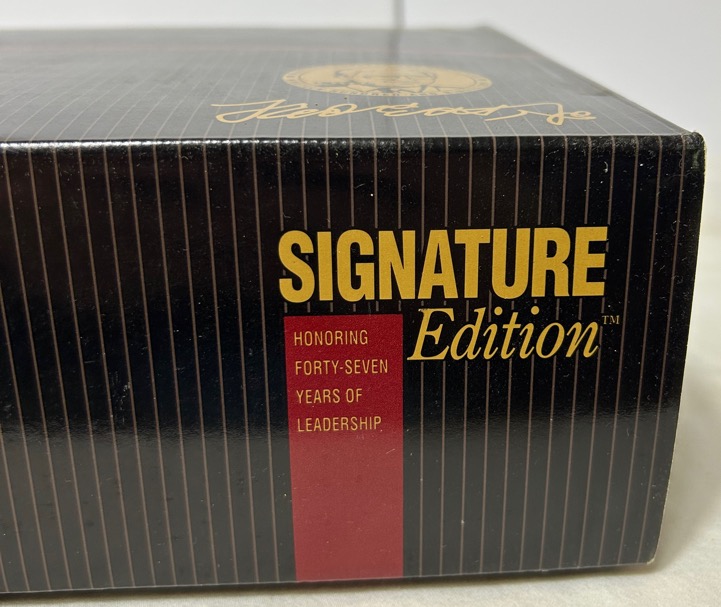 SIGNATURE
Edition™
HONORING
FORTY-SEVEN
YEARS OF
LEADERSHIP